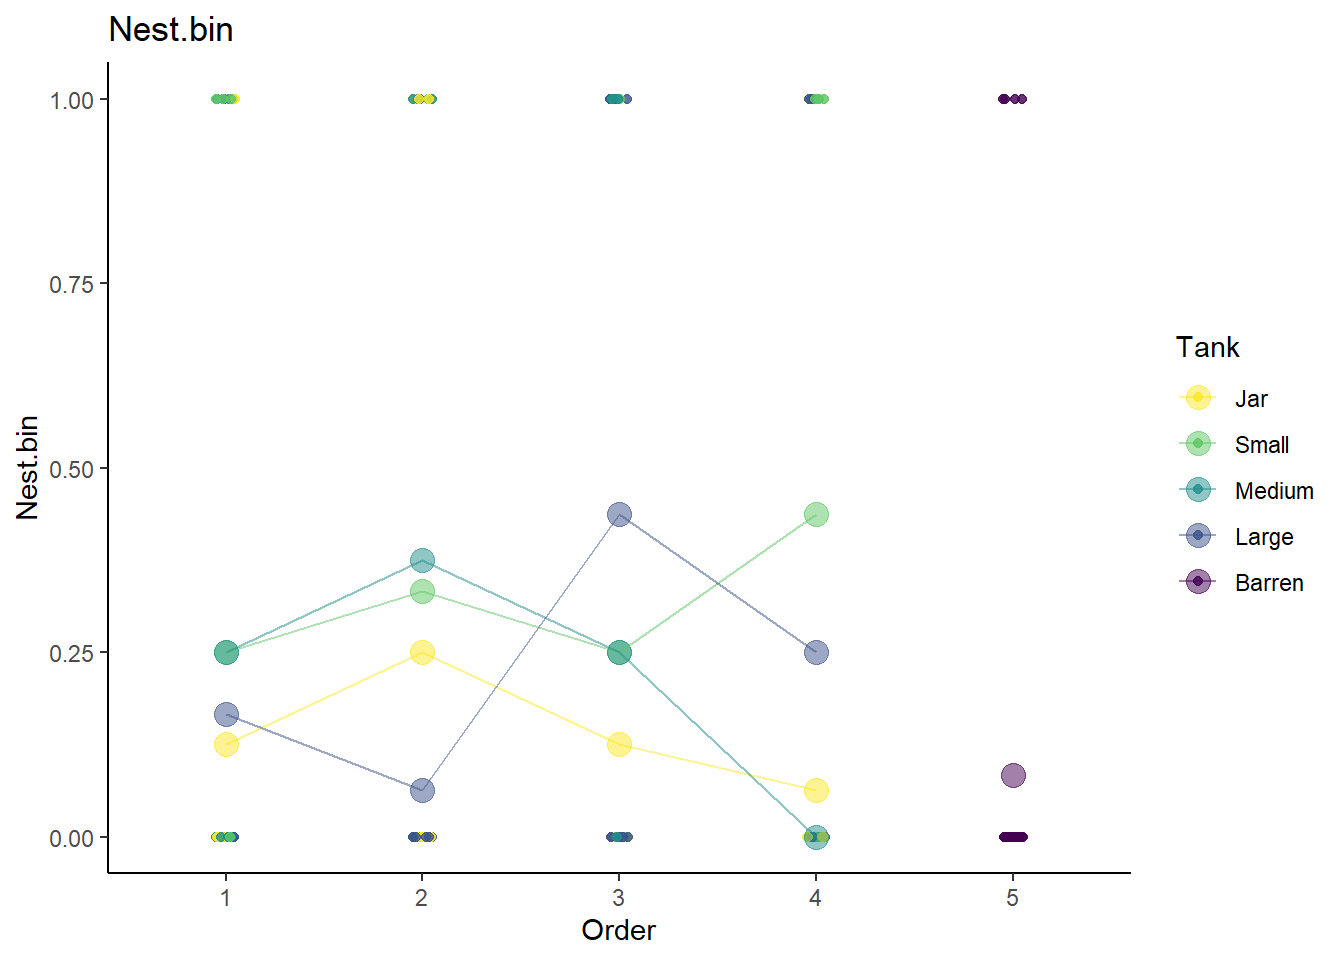 Nest.bin
1.00
0.75
0.50
0.25
0.00
Nest.bin
1 2 3 4 5
Order
Tank
Jar
Small
Medium
Large
Barren